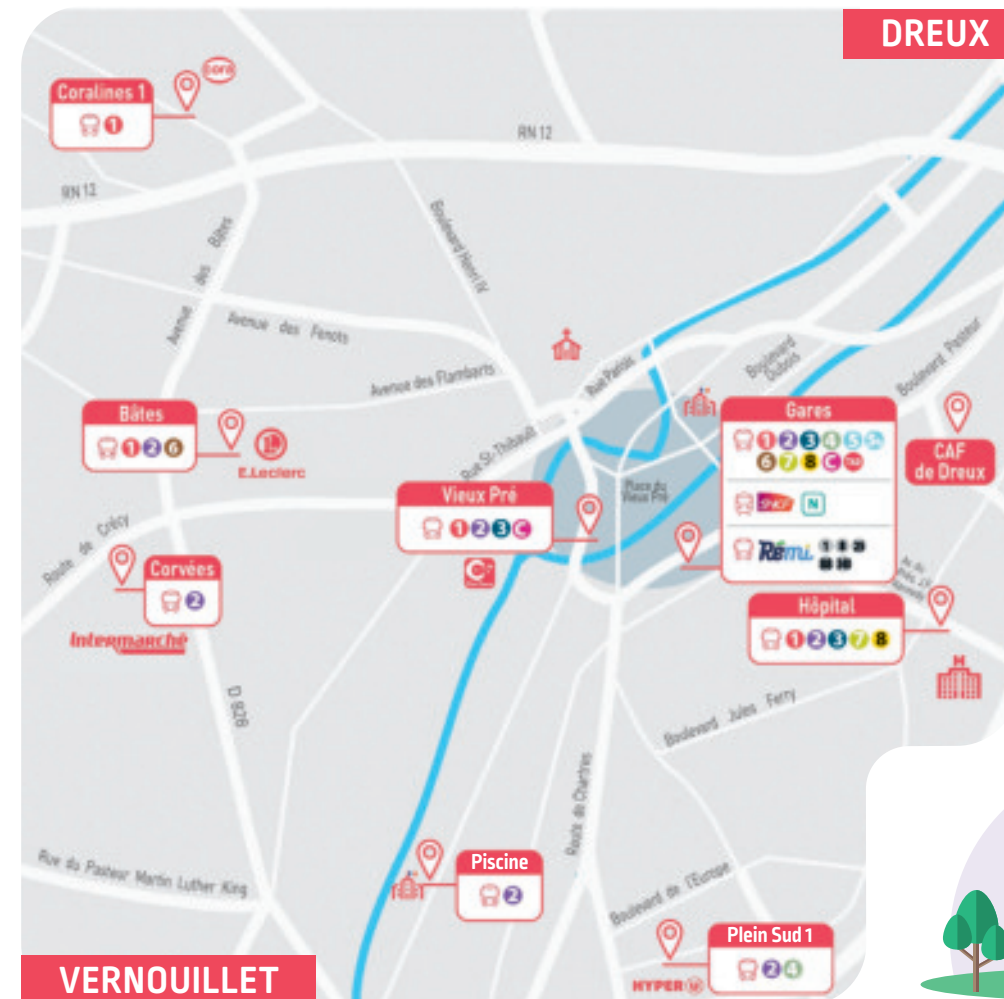 DREUX
cora
Coralines 1
1
RN 12
RN 12
Boulevard Henri IV
Avenue des Bâtes
Avenue des Fenots
Avenue des Flambarts
Rue Parisis
Boulevard Dubois
Boulevard Pasteur
Bâtes
1 2 6
E.Leclerc
Rue St-Thibault
Gares
1 2 3 4 5
6 7 8 C TAD
SNCF N
Rémi
CAF
de Dreux
Vieux Pré
1 2 3 C
Place du
Vieux Pré
Route de Crécy
Corvées
2
Intermarché
Hôpital
1 2 3 7 8
H
D 928
Boulevard Jules Ferry
Route de Chartres
Rue du Pasteur Martin Luther King
Piscine
2
Boulevard de l'Europe
Plein Sud 1
2 4
HYPER U
VERNOUILLET